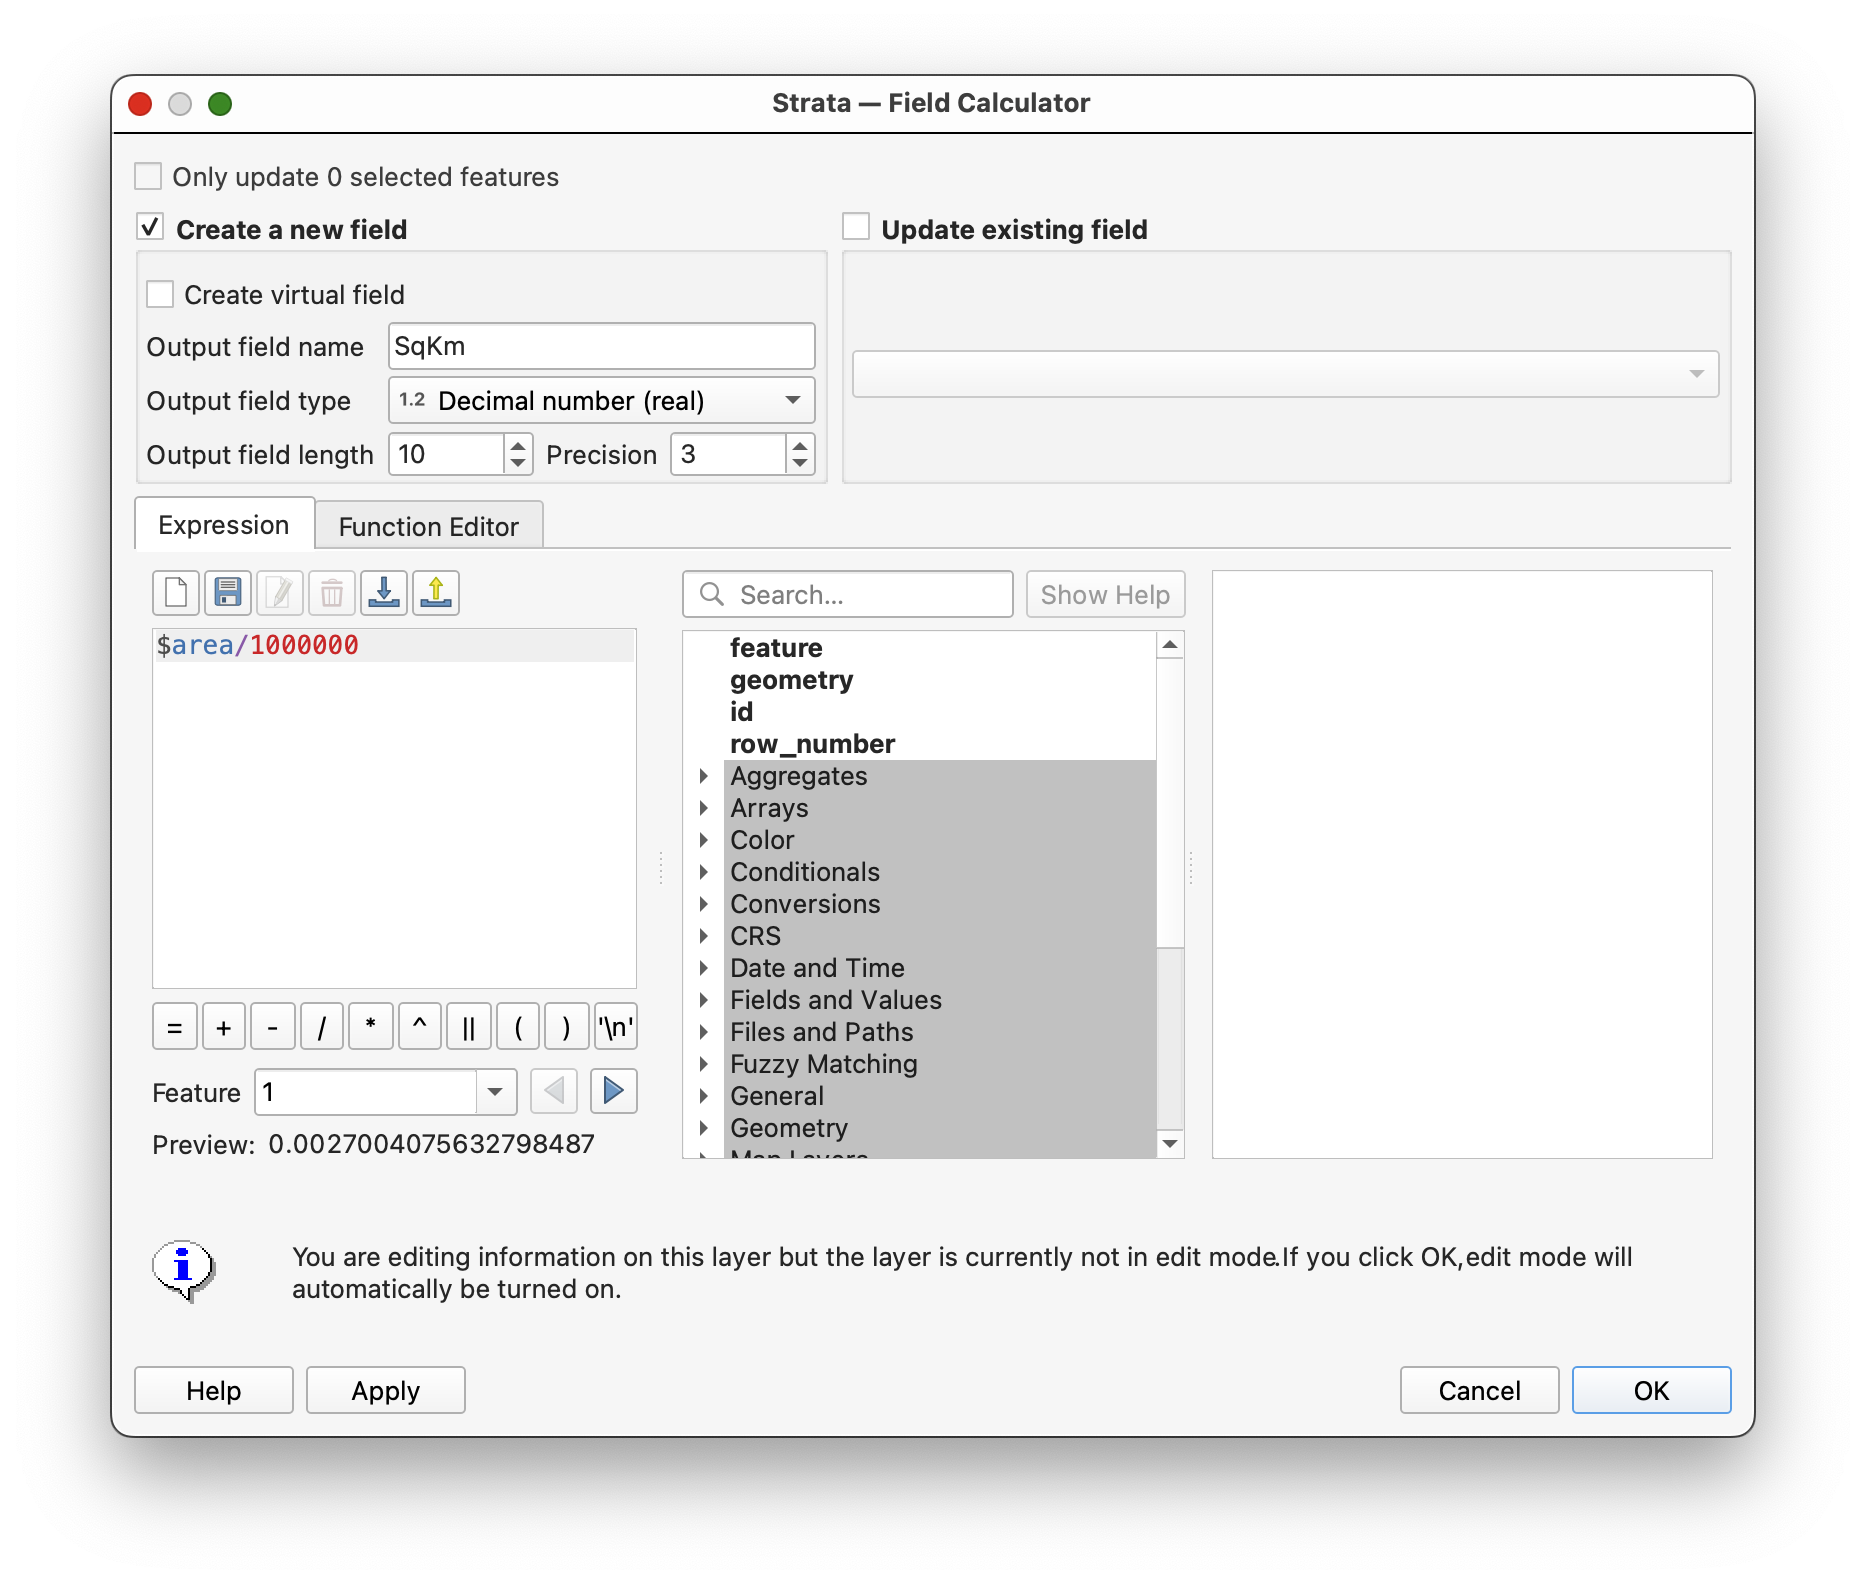 Strata — Field Calculator
Only update 0 selected features
Create a new field
Update existing field
Create virtual field
Output field name SqKm
Output field type 1.2 Decimal number (real)
Output field length 10 Precision 3
Expression Function Editor
Search... Show Help
$area/1000000
feature
geometry
id
row_number
Aggregates
Arrays
Color
Conditionals
Conversions
CRS
Date and Time
Fields and Values
Files and Paths
Fuzzy Matching
General
Geometry
Map Layers
= + - / * ^ || ( ) '\n'
Feature 1
Preview: 0.0027004075632798487
You are editing information on this layer but the layer is currently not in edit mode.If you click OK,edit mode will
automatically be turned on.
Help Apply Cancel OK